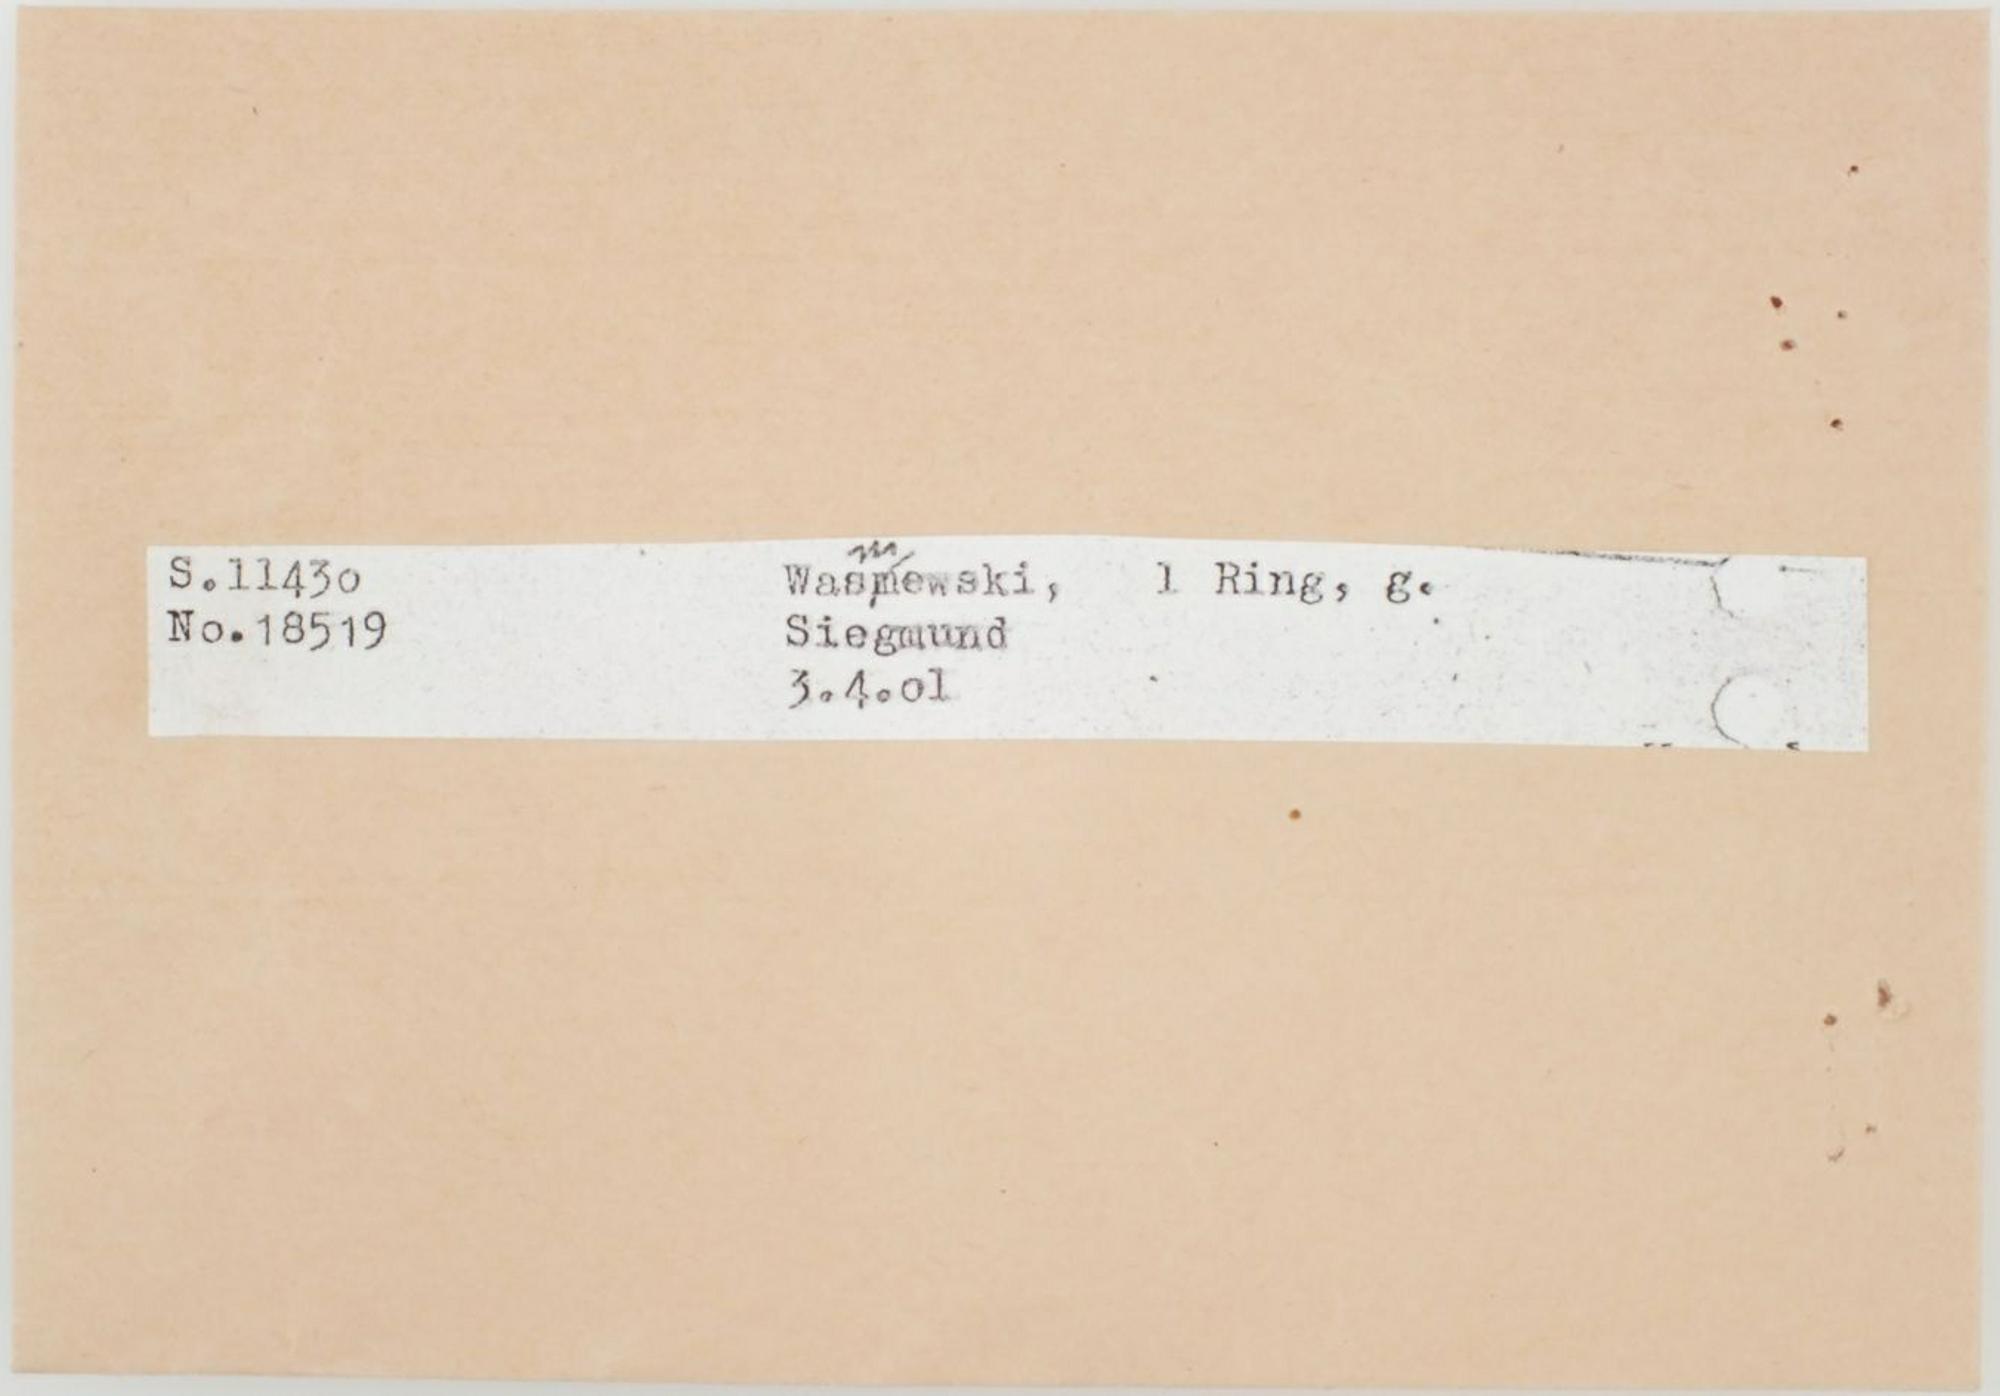 S.11430 Wasmewski, 1 Ring, g.
No.18519 Siegmund
3.4.01